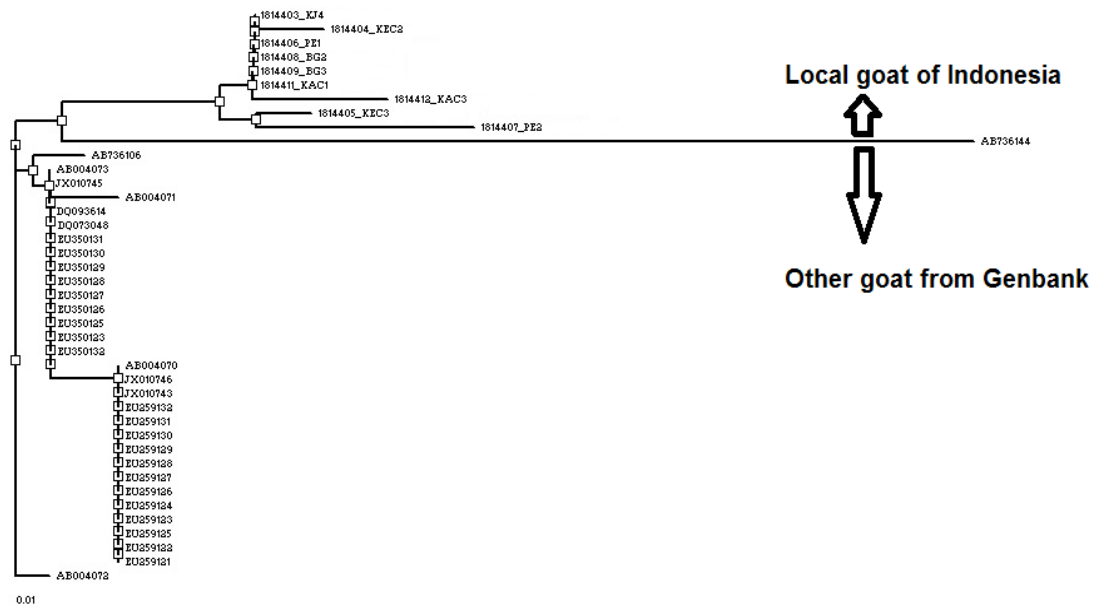 1814403_KJ4
1814404_KEC2
1814406_PE1
1814408_BG2
1814409_BG3
1814411_KAC1
1814412_KAC3
1814405_KEC3
1814407_PE2
Local goat of Indonesia
AB736144
AB736106
AB004073
JX010745
AB004071
DQ093614
DQ073048
EU350131
EU350130
EU350129
EU350128
EU350127
EU350126
EU350125
EU350123
EU350132
Other goat from Genbank
AB004070
JX010746
JX010743
EU259132
EU259131
EU259130
EU259129
EU259128
EU259127
EU259126
EU259124
EU259123
EU259125
EU259122
EU259121
AB004072
0.01